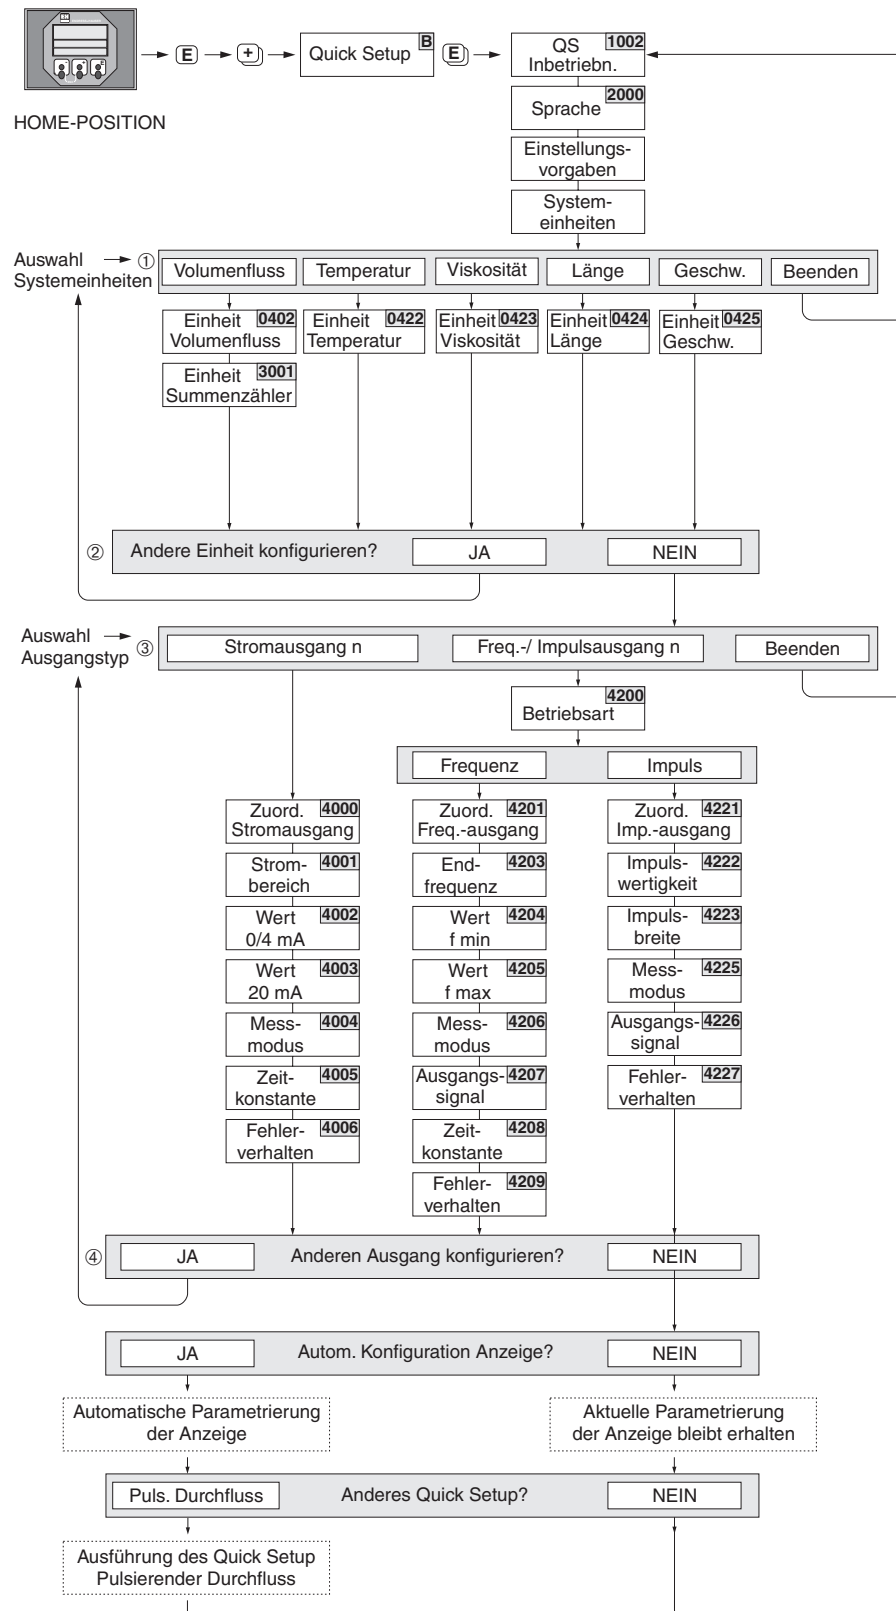 E
+
Quick Setup
B
E
QS
Inbetriebn.
1002
HOME-POSITION
Sprache
2000
Einstellungs-
vorgaben
System-
einheiten
Auswahl
Systemeinheiten
①
Volumenfluss
Temperatur
Viskosität
Länge
Geschw.
Beenden
Einheit
Volumenfluss
0402
Einheit
Temperatur
0422
Einheit
Viskosität
0423
Einheit
Länge
0424
Einheit
Geschw.
0425
Einheit
Summenzähler
3001
②
Andere Einheit konfigurieren?
JA
NEIN
Auswahl
Ausgangstyp
③
Stromausgang n
Freq.-/ Impulsausgang n
Beenden
Betriebsart
4200
Frequenz
Impuls
Zuord.
Stromausgang
4000
Strom-
bereich
4001
Wert
0/4 mA
4002
Wert
20 mA
4003
Mess-
modus
4004
Zeit-
konstante
4005
Fehler-
verhalten
4006
Zuord.
Freq.-ausgang
4201
End-
frequenz
4203
Wert
f min
4204
Wert
f max
4205
Mess-
modus
4206
Ausgangs-
signal
4207
Zeit-
konstante
4208
Fehler-
verhalten
4209
Zuord.
Imp.-ausgang
4221
Impuls-
wertigkeit
4222
Impuls-
breite
4223
Mess-
modus
4225
Ausgangs-
signal
4226
Fehler-
verhalten
4227
④
JA
Anderen Ausgang konfigurieren?
NEIN
JA
Autom. Konfiguration Anzeige?
NEIN
Automatische Parametrierung
der Anzeige
Aktuelle Parametrierung
der Anzeige bleibt erhalten
Puls. Durchfluss
Anderes Quick Setup?
NEIN
Ausführung des Quick Setup
Pulsierender Durchfluss